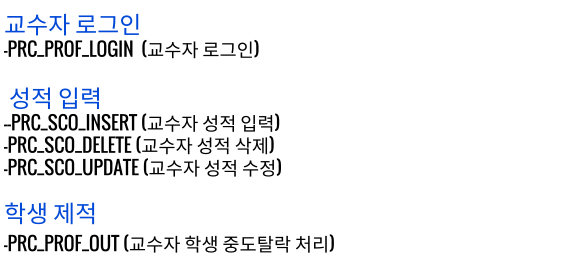 교수자 로그인
-PRC_PROF_LOGIN (교수자 로그인)
성적 입력
-PRC_SCO_INSERT (교수자 성적 입력)
-PRC_SCO_DELETE (교수자 성적 삭제)
-PRC_SCO_UPDATE (교수자 성적 수정)
학생 제적
-PRC_PROF_OUT (교수자 학생 중도탈락 처리)